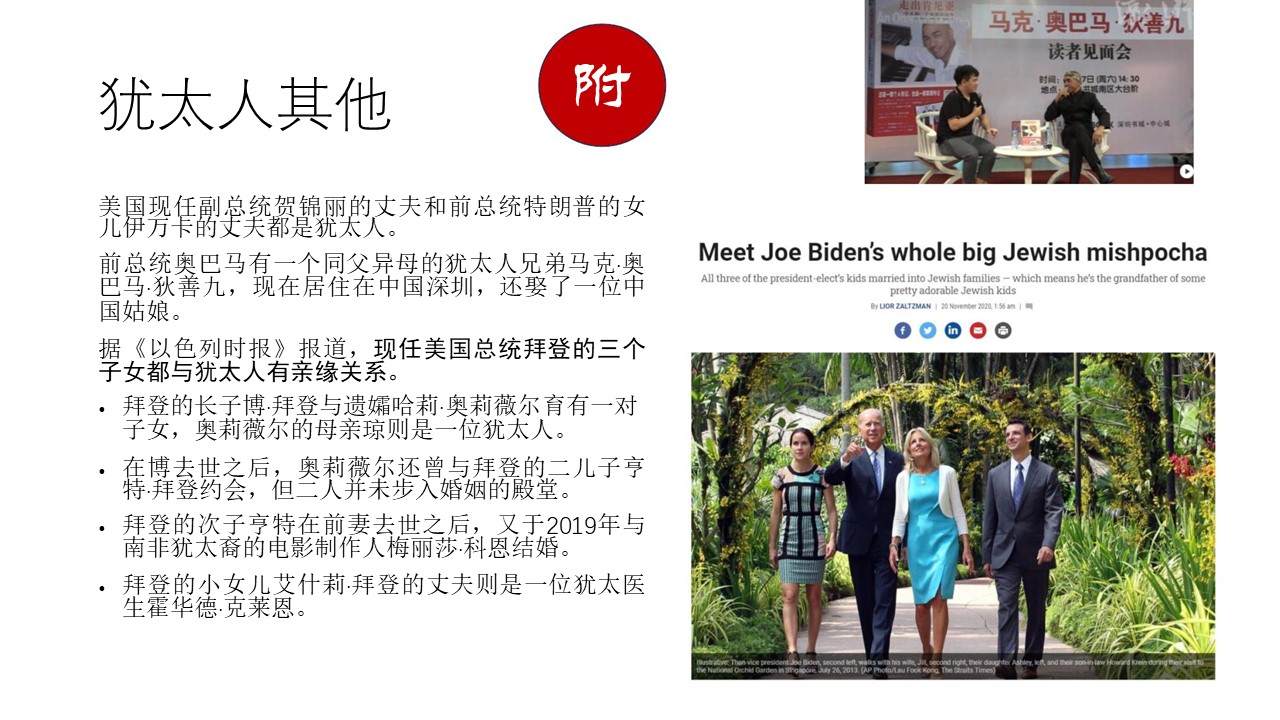 犹太人其他
附
美国现任副总统贺锦丽的丈夫和前总统特朗普的女
儿伊万卡的丈夫都是犹太人。
前总统奥巴马有一个同父异母的犹太人兄弟马克·奥
巴马·狄善九，现在居住在中国深圳，还娶了一位中
国姑娘。
据《以色列时报》报道，现任美国总统拜登的三个
子女都与犹太人有亲缘关系。
• 拜登的长子博·拜登与遗孀哈莉·奥莉薇尔育有一对
子女，奥莉薇尔的母亲琼则是一位犹太人。
• 在博去世之后，奥莉薇尔还曾与拜登的二儿子亨
特·拜登约会，但二人并未步入婚姻的殿堂。
• 拜登的次子亨特在前妻去世之后，又于2019年与
南非犹太裔的电影制作人梅丽莎·科恩结婚。
• 拜登的小女儿艾什莉·拜登的丈夫则是一位犹太医
生霍华德·克莱恩。
走出肯尼亚
马克·奥巴马·狄善九
读者见面会
时间：
7日(周六) 14:30
地点：
书城南区大台阶
深圳书城·中心城
Meet Joe Biden's whole big Jewish mishpocha
All three of the president-elect's kids married into Jewish families — which means he's the grandfather of some
pretty adorable Jewish kids
By LIOR ZALTZMAN | 20 November 2020, 1:56 am |
Illustrative: Then vice president Joe Biden, second left, walks with his wife, Jill, second right, their daughter Ashley, left, and their son-in-law Howard Krein during their visit to
the National Orchid Garden in Singapore, July 26, 2013. (AP Photo/Lau Fook Kong, The Straits Times)